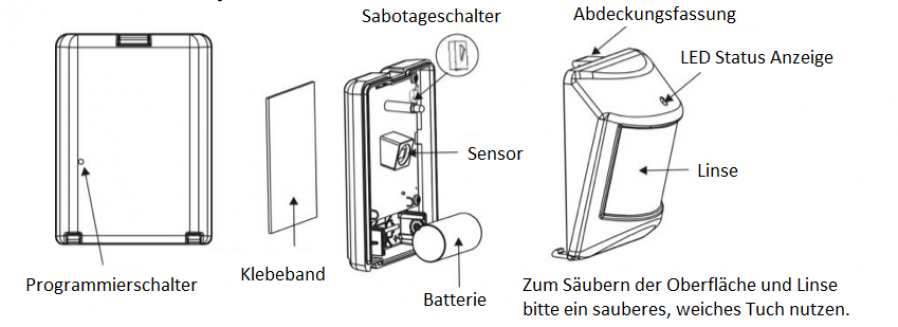 Sabotageschalter
Abdeckungsfassung
LED Status Anzeige
Sensor
Linse
Programmierschalter
Klebeband
Batterie
Zum Säubern der Oberfläche und Linse
bitte ein sauberes, weiches Tuch nutzen.